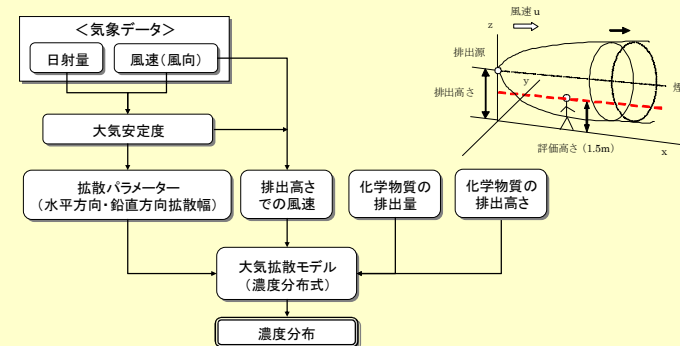 <気象データ>
日射量
風速(風向)
大気安定度
拡散パラメーター
(水平方向・鉛直方向拡散幅)
排出高さ
での風速
化学物質の
排出量
化学物質の
排出高さ
大気拡散モデル
(濃度分布式)
濃度分布
風速 u
z
排出源
排出高さ
y
煙
評価高さ (1.5m)
x